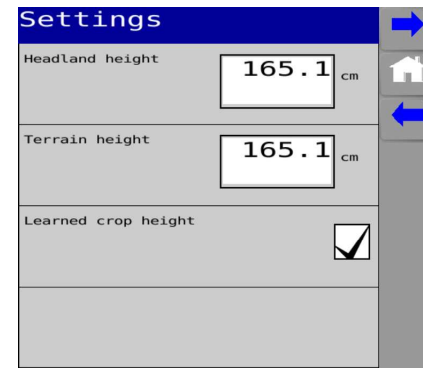 Settings
Headland height
165.1 cm
Terrain height
165.1 cm
Learned crop height